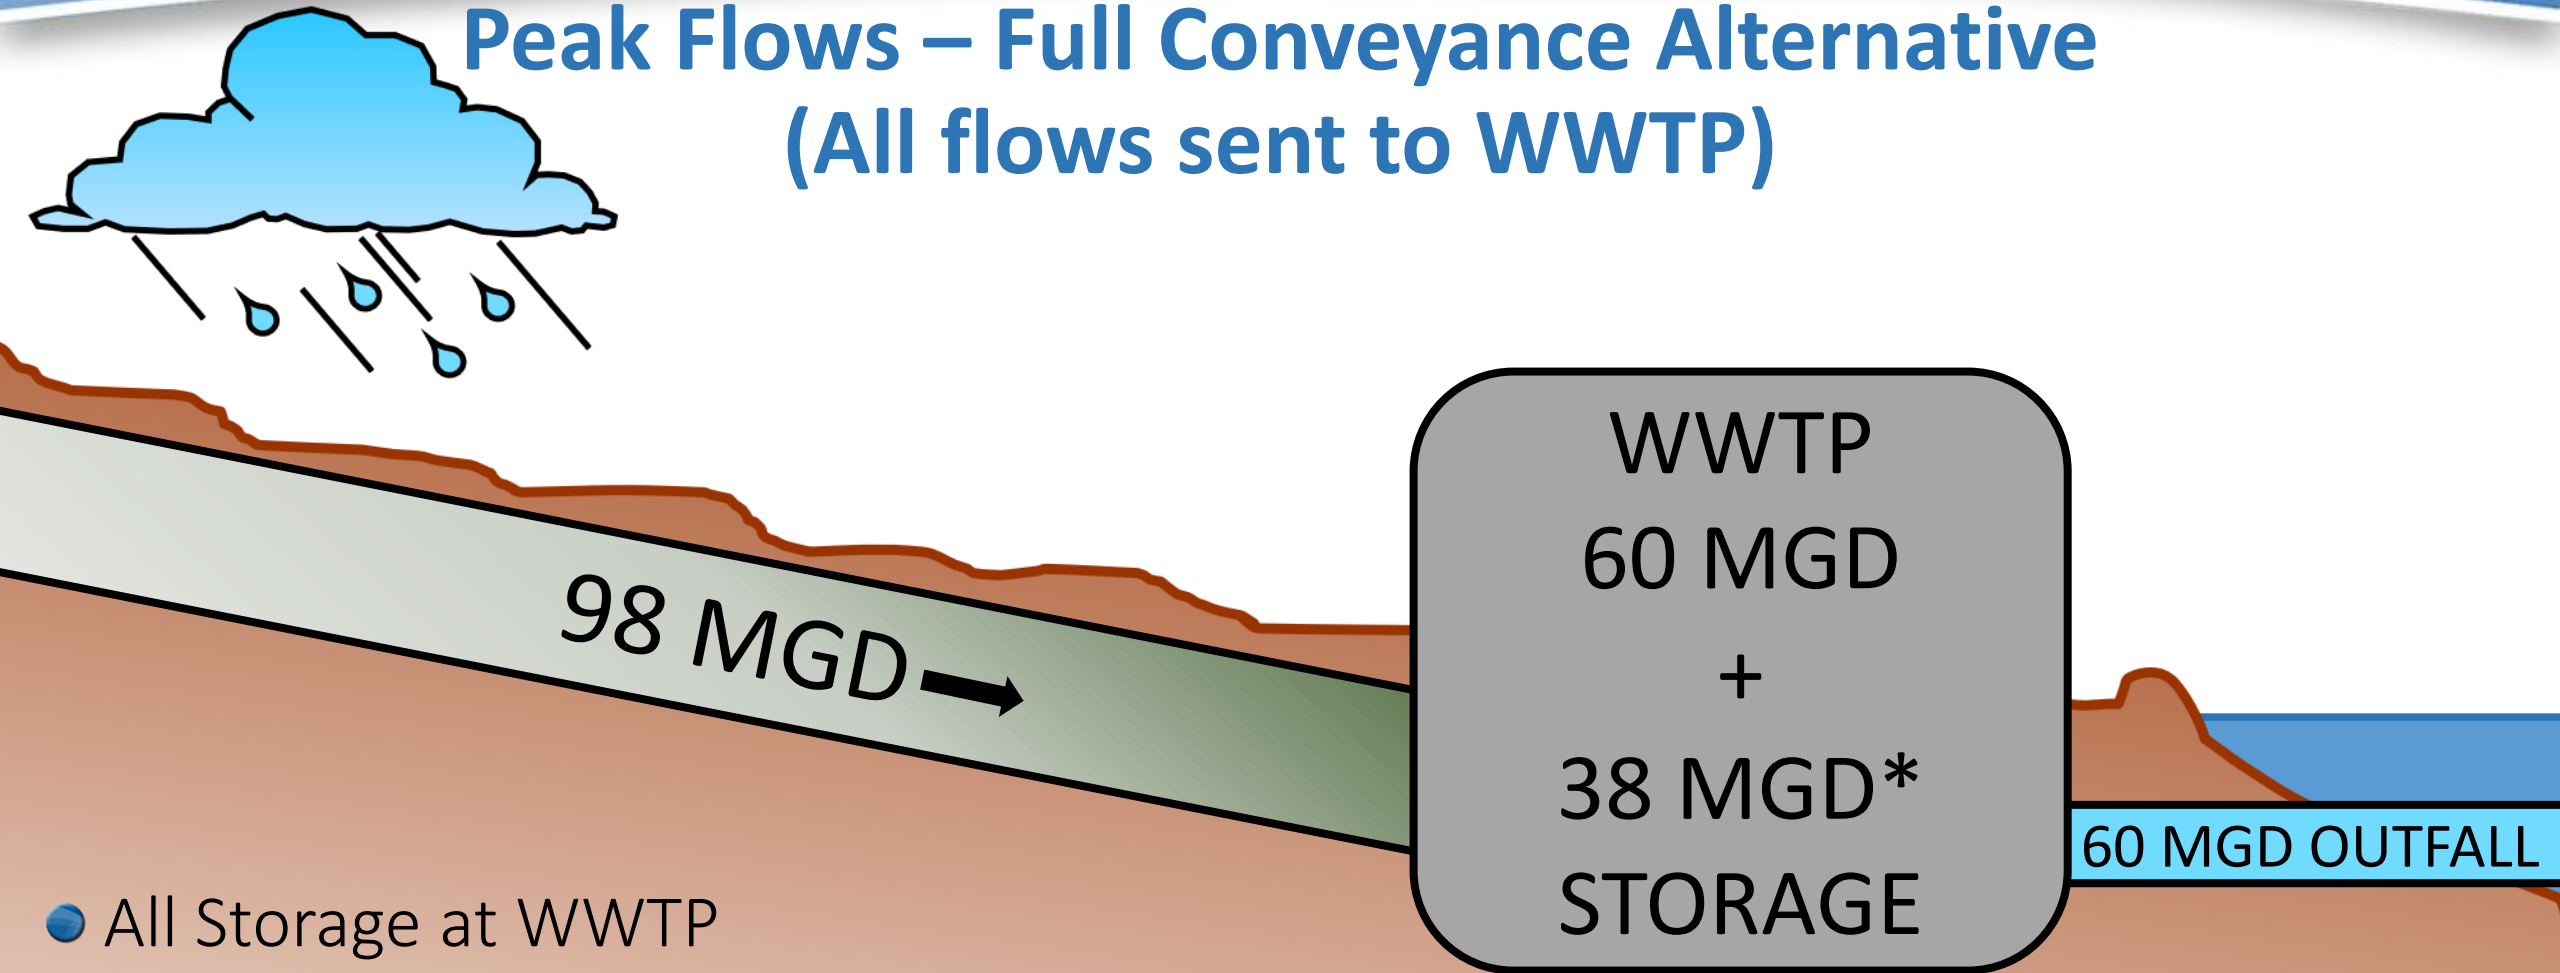 Peak Flows – Full Conveyance Alternative
(All flows sent to WWTP)
98 MGD
WWTP
60 MGD
+
38 MGD*
STORAGE
60 MGD OUTFALL
All Storage at WWTP